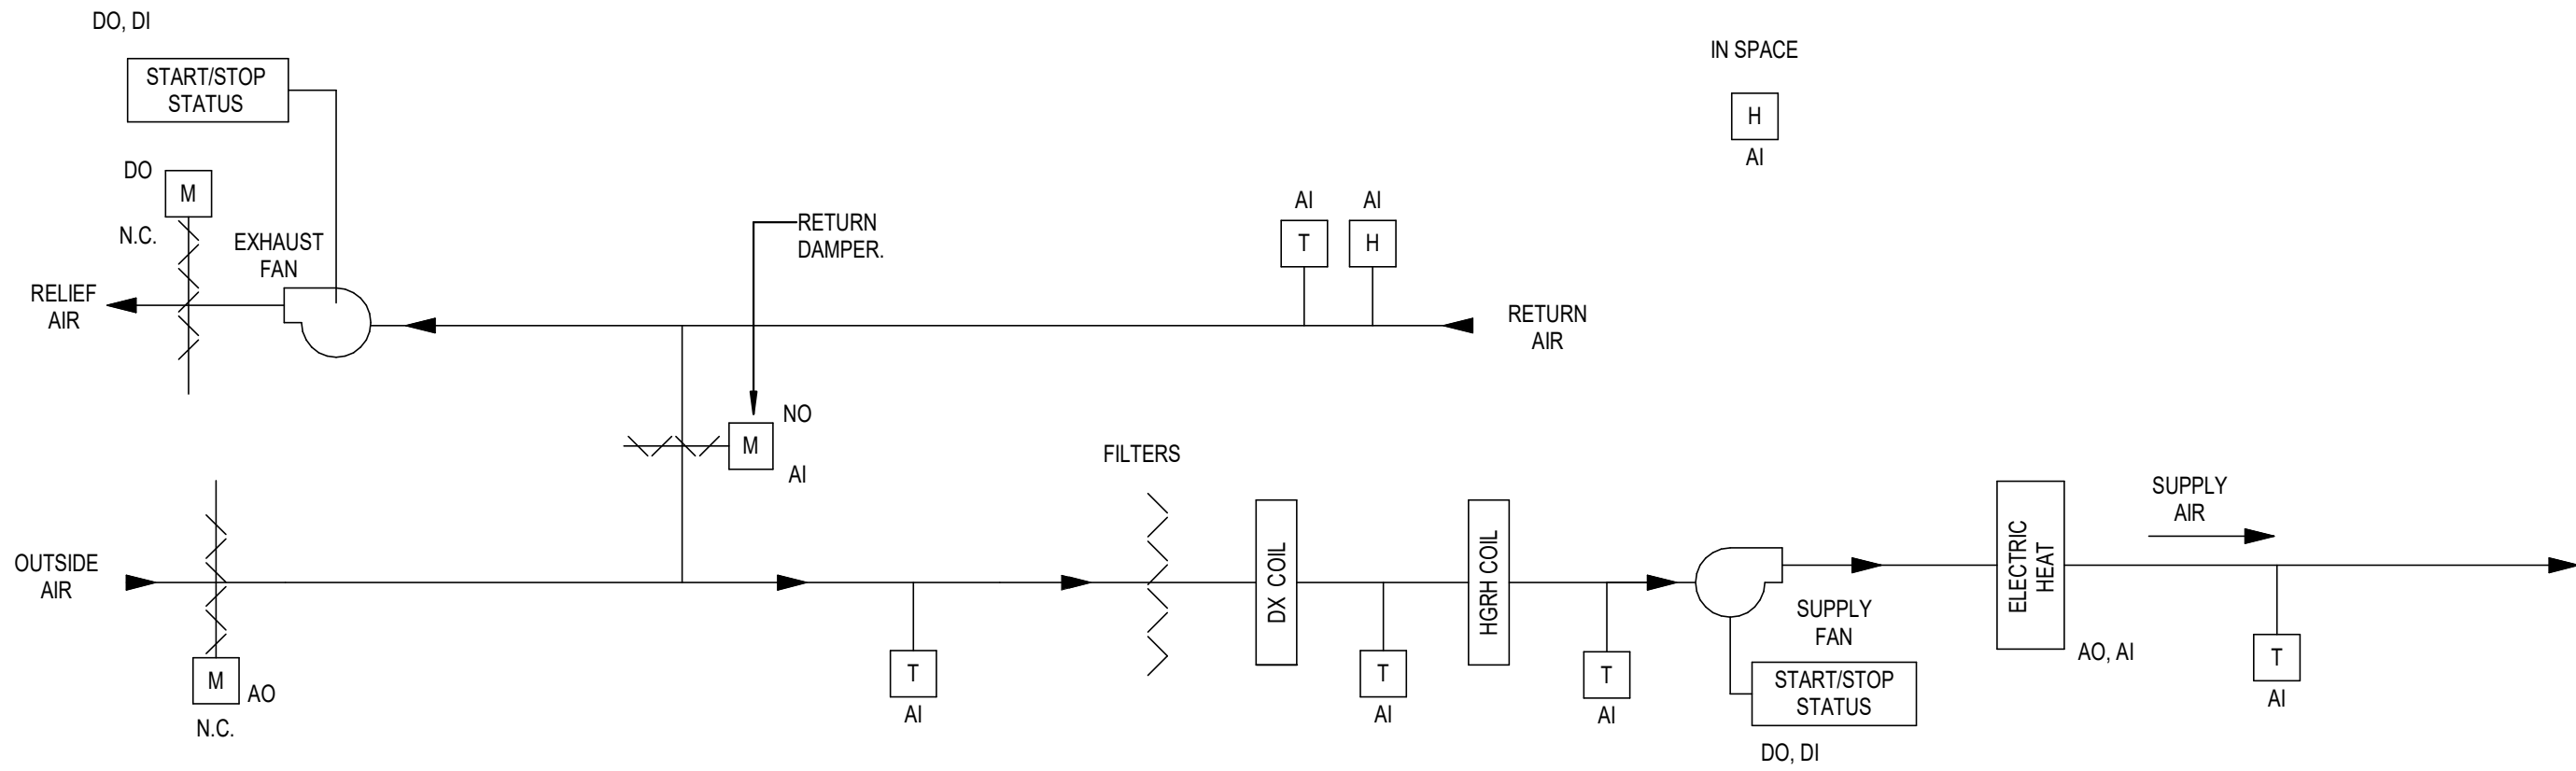 DO, DI
START/STOP
STATUS
IN SPACE
H
AI
DO
M
N.C.
EXHAUST
FAN
RELIEF
AIR
RETURN
DAMPER.
AI
T
AI
H
RETURN
AIR
NO
M
AI
FILTERS
OUTSIDE
AIR
M
AO
N.C.
T
AI
DX COIL
T
AI
HGRH COIL
T
AI
SUPPLY
FAN
START/STOP
STATUS
DO, DI
ELECTRIC
HEAT
AO, AI
SUPPLY
AIR
T
AI